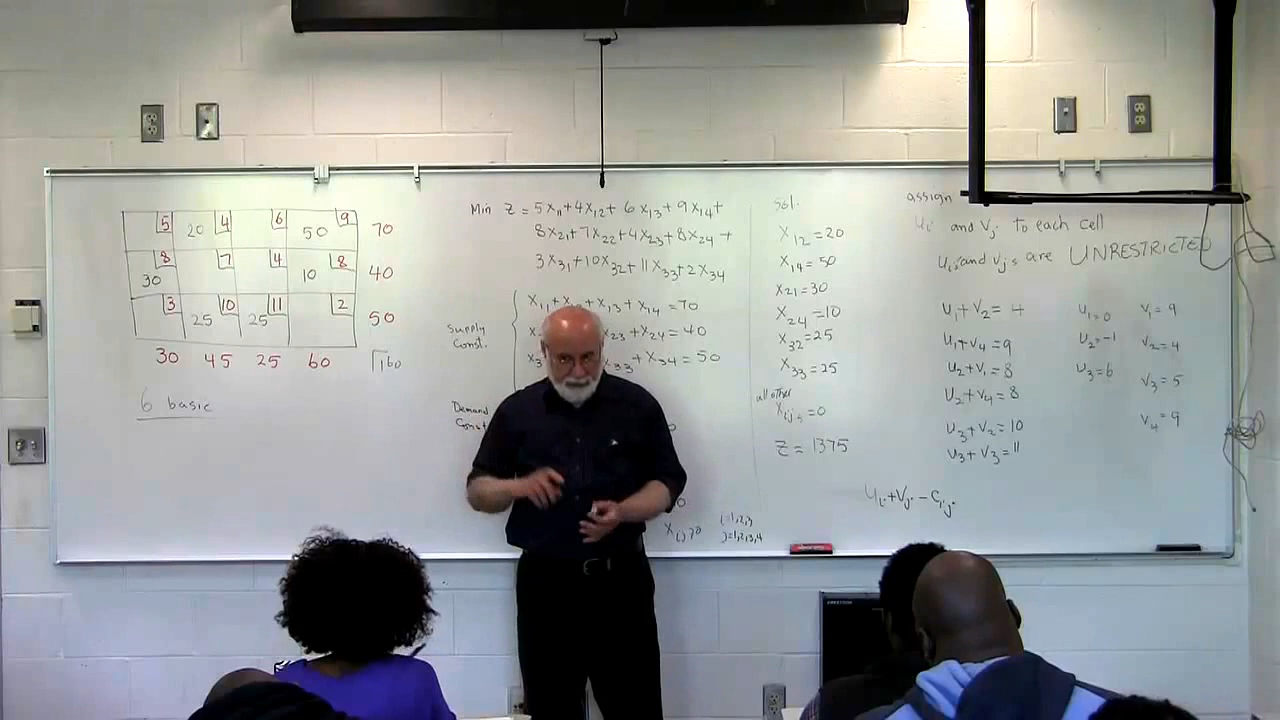 5 4 6 9
20 50 70
8 7 4 8
30 10 40
3 10 11 2
25 25 50
30 45 25 60 160
6 basic
Min Z = 5x11+4x12+ 6x13+9x14+
8x21+7x22+4x23+8x24 +
3x31+10x32+11x33+2x34
Supply
Const.
x11+ + x13 + x14 = 70
x23 + x24 = 40
x33 + x34 = 50
Demand
xij≥0
i=1,2,3
j=1,2,3,4
sol.
x12=20
x14=50
x21=30
x24=10
x32=25
x33=25
all other
xij's=0
Z = 1375
assign
ui and vj to each cell
ui's and vj's are UNRESTRICTED
u1+v2= 4
u1+v4=9
u2+v1=8
u2+v4=8
u3+v2=10
u3+v3=11
u1=0
u2=-1
u3=6
v1=9
v2=4
v3=5
v4=9
ui+vj-cij